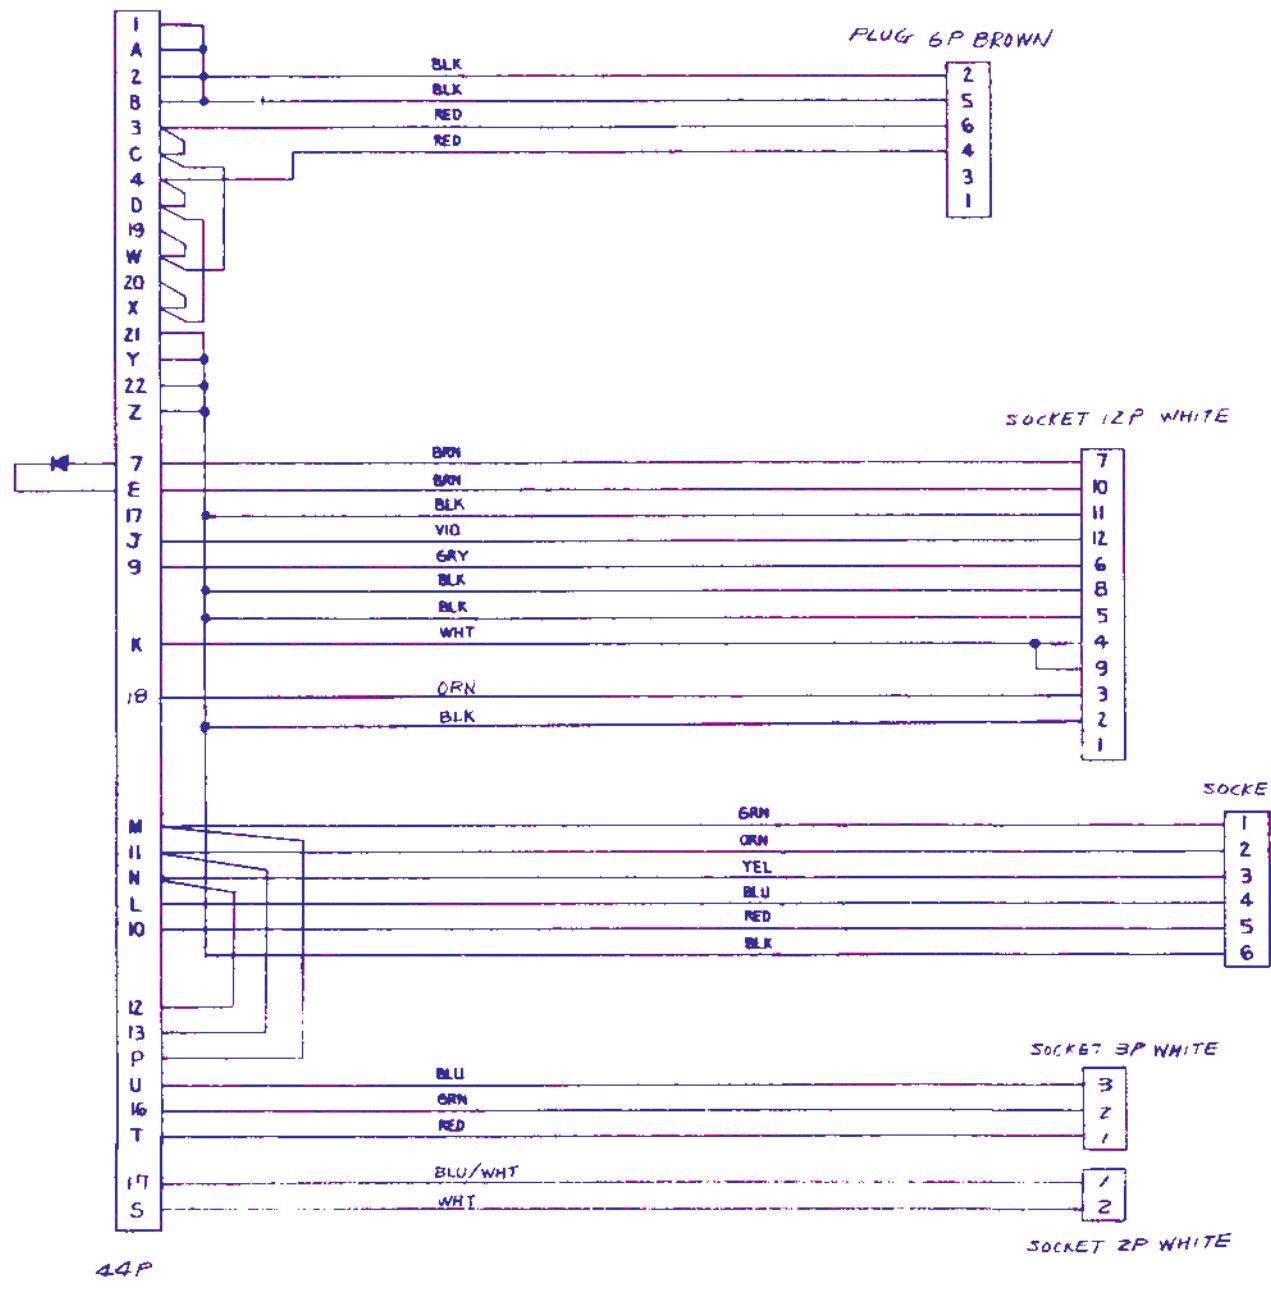 PLUG 6P BROWN
1
A
2 BLK 2
B BLK 5
3 RED 6
C RED 4
4 3
D 1
19
W
20
X
21
Y
22
Z
SOCKET 12P WHITE
7 BRN 7
E BRN 10
17 BLK 11
J VIO 12
9 GRY 6
BLK 8
BLK 5
K WHT 4
9
18 ORN 3
BLK 2
1
SOCKE
M GRN 1
11 ORN 2
N YEL 3
L BLU 4
10 RED 5
BLK 6
12
13
P
SOCKET 3P WHITE
U BLU 3
16 GRN 2
T RED 1
17 BLU/WHT 1
S WHT 2
SOCKET 2P WHITE
44P